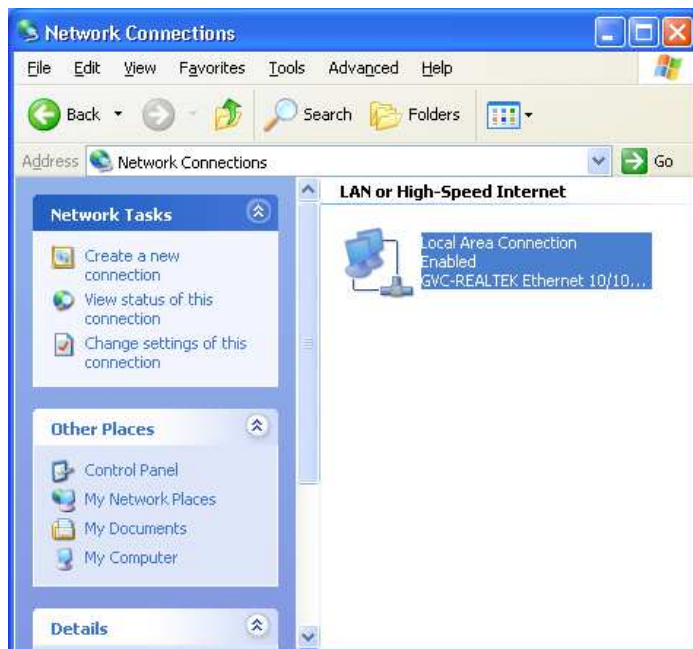 Network Connections
File Edit View Favorites Tools Advanced Help
Back Search Folders
Address Network Connections Go
Network Tasks
Create a new
connection
View status of this
connection
Change settings of this
connection
Other Places
Control Panel
My Network Places
My Documents
My Computer
Details
LAN or High-Speed Internet
Local Area Connection
Enabled
GVC-REALTEK Ethernet 10/10...